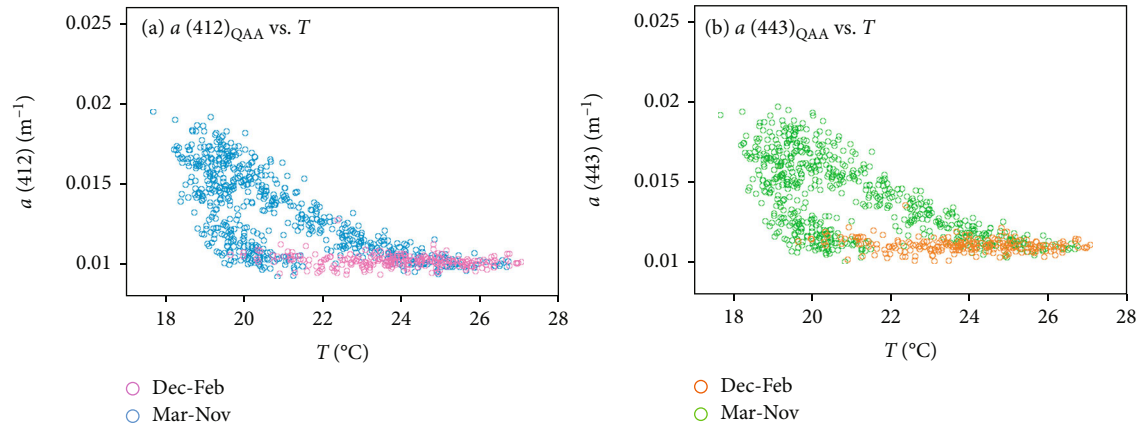 (a) a (412)QAA vs. T
0.025
0.02
0.015
0.01
a (412) (m⁻¹)
18 20 22 24 26 28
T (°C)
Dec-Feb
Mar-Nov
(b) a (443)QAA vs. T
0.025
0.02
0.015
0.01
a (443) (m⁻¹)
18 20 22 24 26 28
T (°C)
Dec-Feb
Mar-Nov